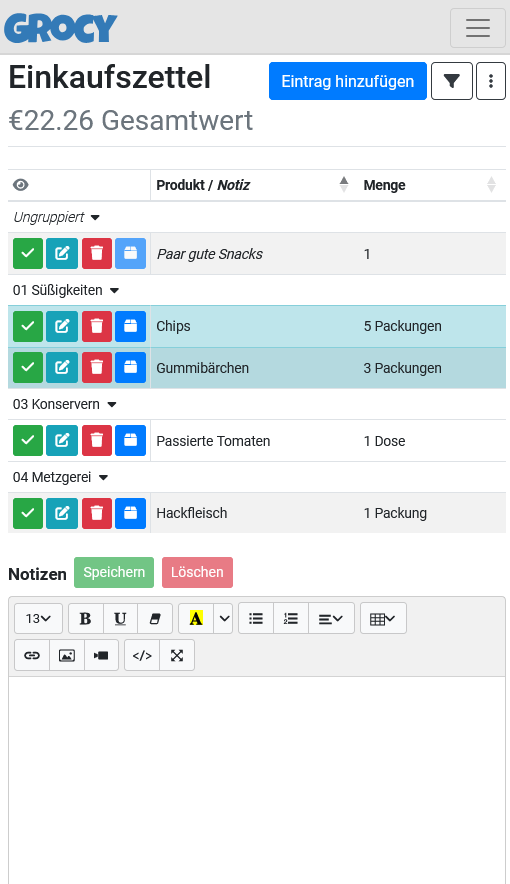 GROCY
Einkaufszettel
Eintrag hinzufügen
€22.26 Gesamtwert
Produkt / Notiz Menge
Ungruppiert
Paar gute Snacks 1
01 Süßigkeiten
Chips 5 Packungen
Gummibärchen 3 Packungen
03 Konservern
Passierte Tomaten 1 Dose
04 Metzgerei
Hackfleisch 1 Packung
Notizen Speichern Löschen
13 B U A
</>